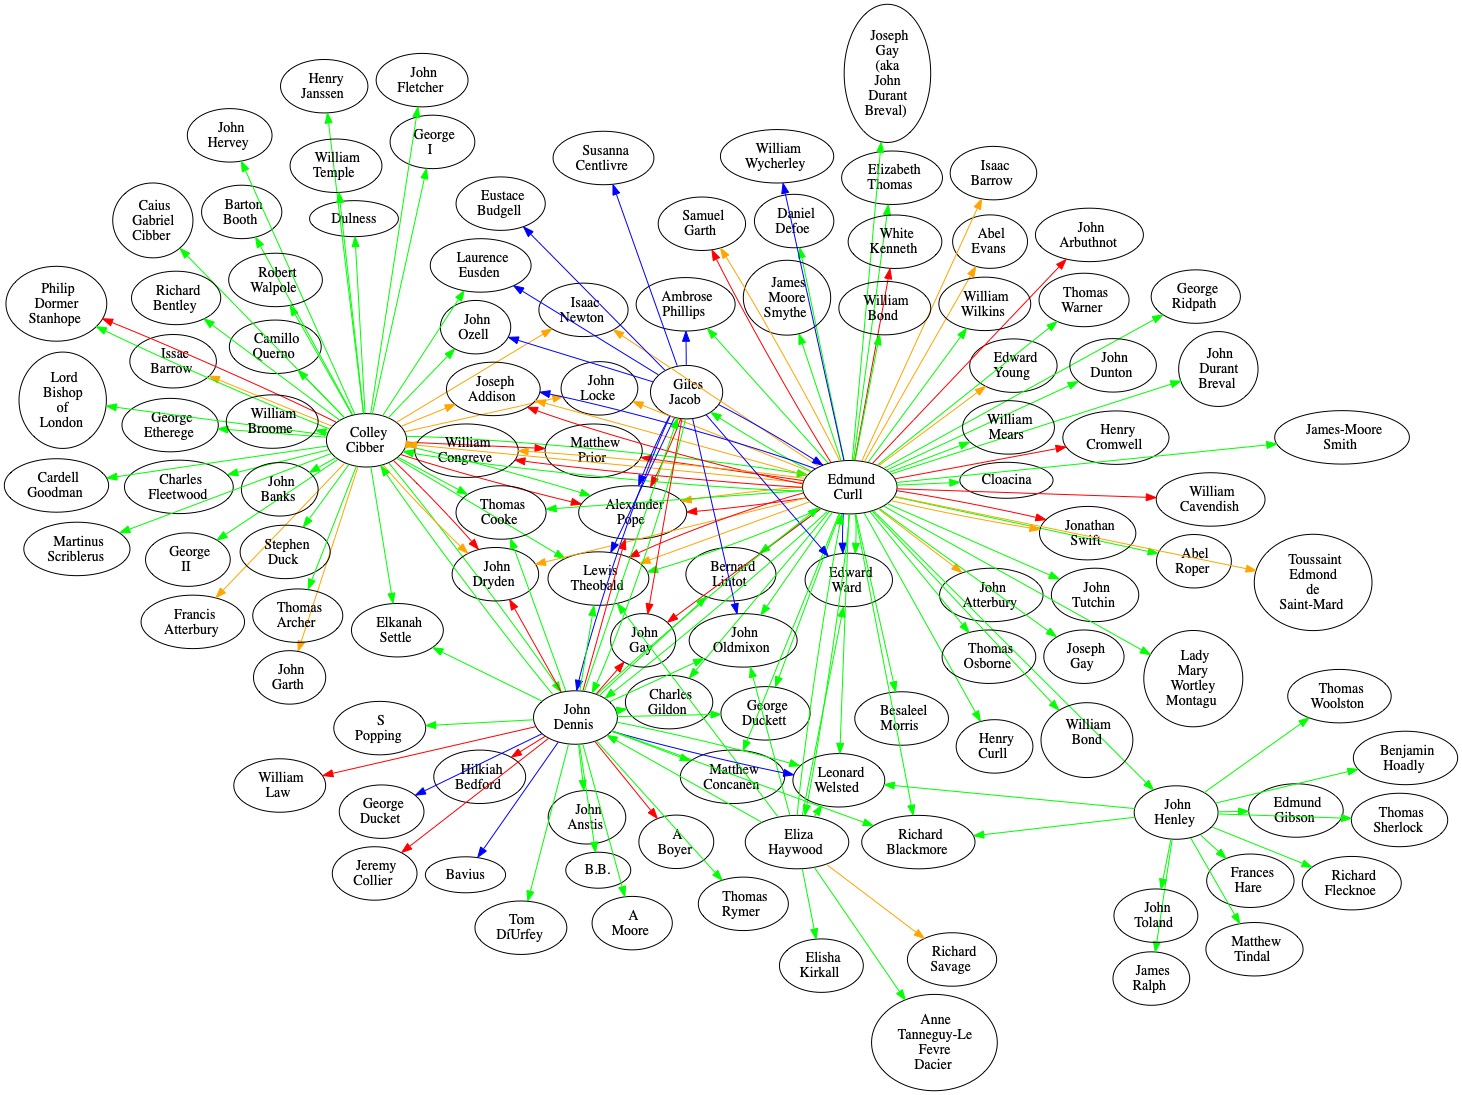 Joseph
Gay
(aka
John
Durant
Breval)
Henry
Janssen
John
Fletcher
John
Hervey
William
Temple
George
I
Susanna
Centlivre
William
Wycherley
Elizabeth
Thomas
Isaac
Barrow
Caius
Gabriel
Cibber
Barton
Booth
Dulness
Eustace
Budgell
Samuel
Garth
Daniel
Defoe
White
Kenneth
Abel
Evans
John
Arbuthnot
Philip
Dormer
Stanhope
Richard
Bentley
Robert
Walpole
Laurence
Eusden
Isaac
Newton
Ambrose
Phillips
James
Moore
Smythe
William
Bond
William
Wilkins
Thomas
Warner
George
Ridpath
Issac
Barrow
Camillo
Querno
John
Ozell
Edward
Young
John
Dunton
John
Durant
Breval
Lord
Bishop
of
London
George
Etherege
William
Broome
Joseph
Addison
John
Locke
Giles
Jacob
William
Mears
Henry
Cromwell
James-Moore
Smith
Colley
Cibber
William
Congreve
Matthew
Prior
Cardell
Goodman
Charles
Fleetwood
John
Banks
Thomas
Cooke
Alexander
Pope
Edmund
Curll
Cloacina
William
Cavendish
Martinus
Scriblerus
George
II
Stephen
Duck
John
Dryden
Lewis
Theobald
Bernard
Lintot
Edward
Ward
Jonathan
Swift
Abel
Roper
Toussaint
Edmond
de
Saint-Mard
Francis
Atterbury
Thomas
Archer
Elkanah
Settle
John
Gay
John
Oldmixon
John
Atterbury
John
Tutchin
John
Garth
Thomas
Osborne
Joseph
Gay
Lady
Mary
Wortley
Montagu
S
Popping
John
Dennis
Charles
Gildon
George
Duckett
Besaleel
Morris
Henry
Curll
William
Bond
Thomas
Woolston
William
Law
Hilkiah
Bedford
Matthew
Concanen
Leonard
Welsted
Benjamin
Hoadly
George
Ducket
John
Anstis
A
Boyer
Eliza
Haywood
Richard
Blackmore
John
Henley
Edmund
Gibson
Thomas
Sherlock
Jeremy
Collier
Bavius
B.B.
Thomas
Rymer
Frances
Hare
Richard
Flecknoe
Tom
DíUrfey
A
Moore
John
Toland
Matthew
Tindal
Elisha
Kirkall
Richard
Savage
James
Ralph
Anne
Tanneguy-Le
Fevre
Dacier